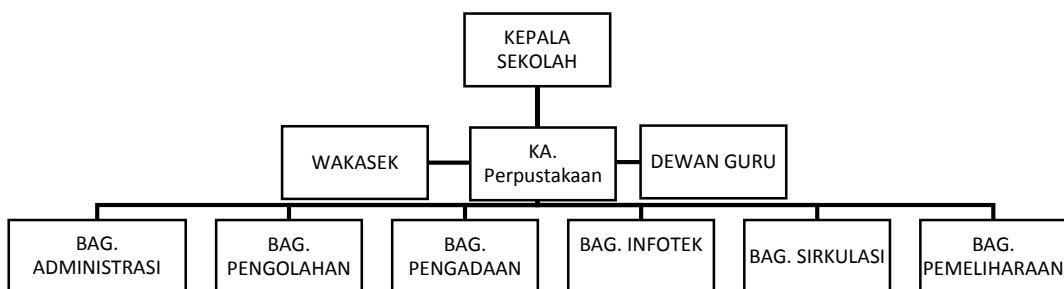 KEPALA
SEKOLAH
WAKASEK
KA.
Perpustakaan
DEWAN GURU
BAG.
ADMINISTRASI
BAG.
PENGOLAHAN
BAG.
PENGADAAN
BAG. INFOTEK
BAG. SIRKULASI
BAG.
PEMELIHARAAN